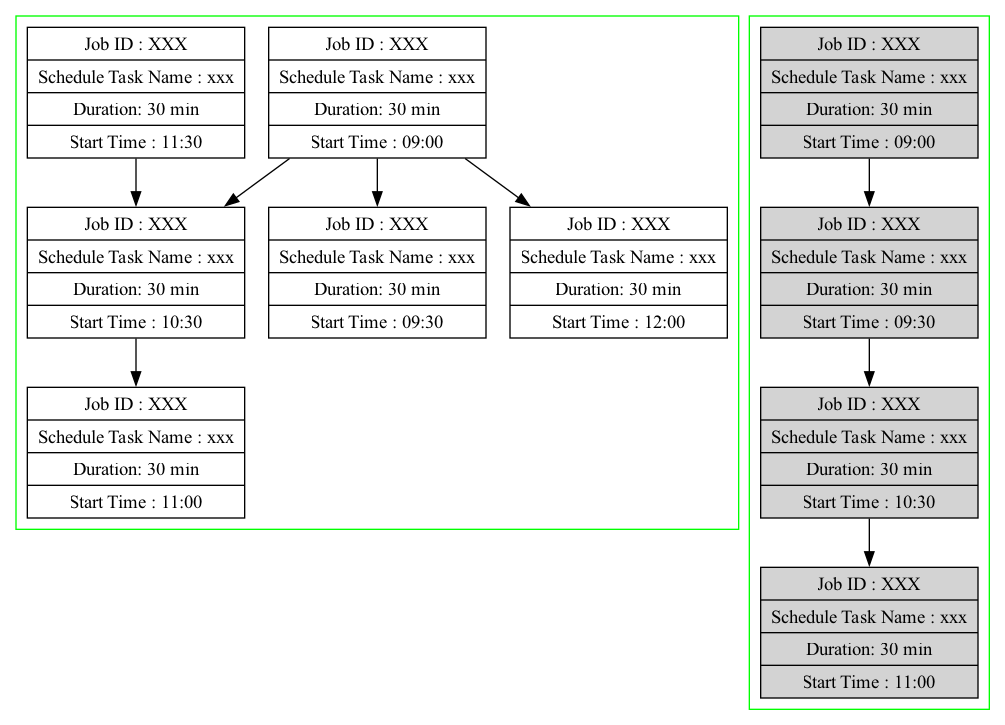 Job ID : XXX
Schedule Task Name : xxx
Duration: 30 min
Start Time : 11:30
Job ID : XXX
Schedule Task Name : xxx
Duration: 30 min
Start Time : 09:00
Job ID : XXX
Schedule Task Name : xxx
Duration: 30 min
Start Time : 10:30
Job ID : XXX
Schedule Task Name : xxx
Duration: 30 min
Start Time : 09:30
Job ID : XXX
Schedule Task Name : xxx
Duration: 30 min
Start Time : 12:00
Job ID : XXX
Schedule Task Name : xxx
Duration: 30 min
Start Time : 11:00
Job ID : XXX
Schedule Task Name : xxx
Duration: 30 min
Start Time : 09:00
Job ID : XXX
Schedule Task Name : xxx
Duration: 30 min
Start Time : 09:30
Job ID : XXX
Schedule Task Name : xxx
Duration: 30 min
Start Time : 10:30
Job ID : XXX
Schedule Task Name : xxx
Duration: 30 min
Start Time : 11:00